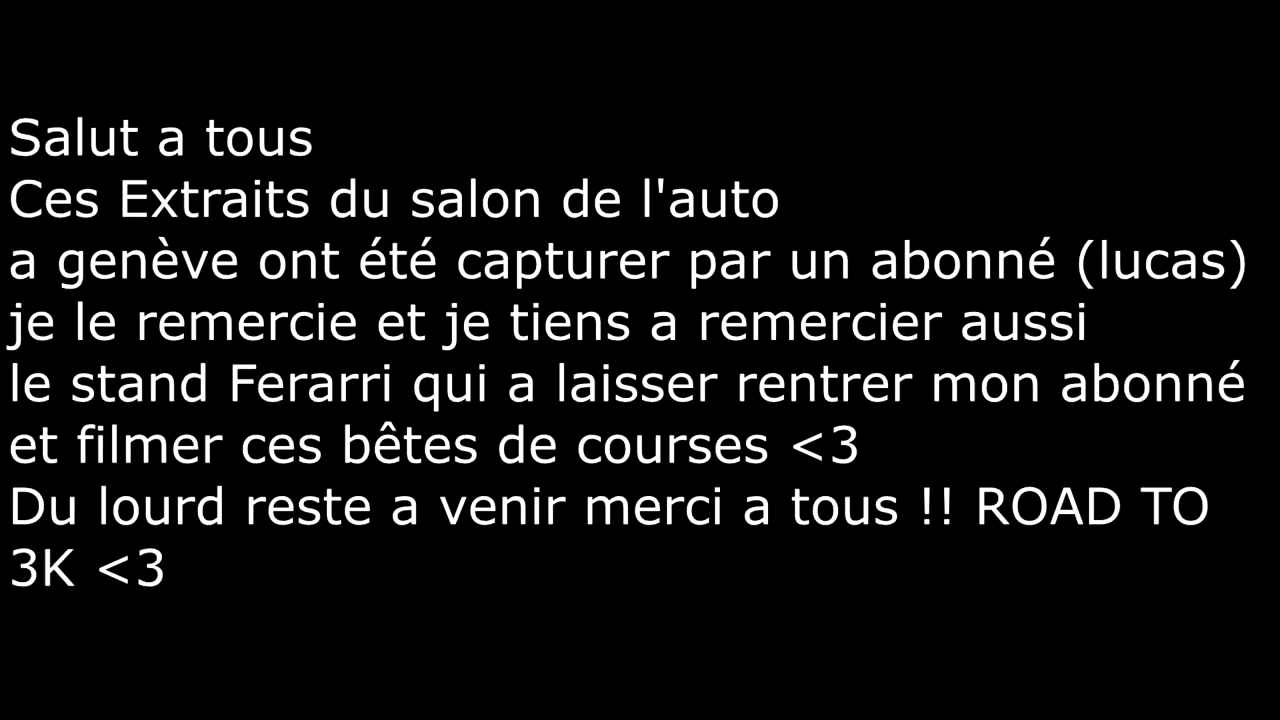 Salut a tous
Ces Extraits du salon de l'auto
a genève ont été capturer par un abonné (lucas)
je le remercie et je tiens a remercier aussi
le stand Ferarri qui a laisser rentrer mon abonné
et filmer ces bêtes de courses <3
Du lourd reste a venir merci a tous !! ROAD TO
3K <3